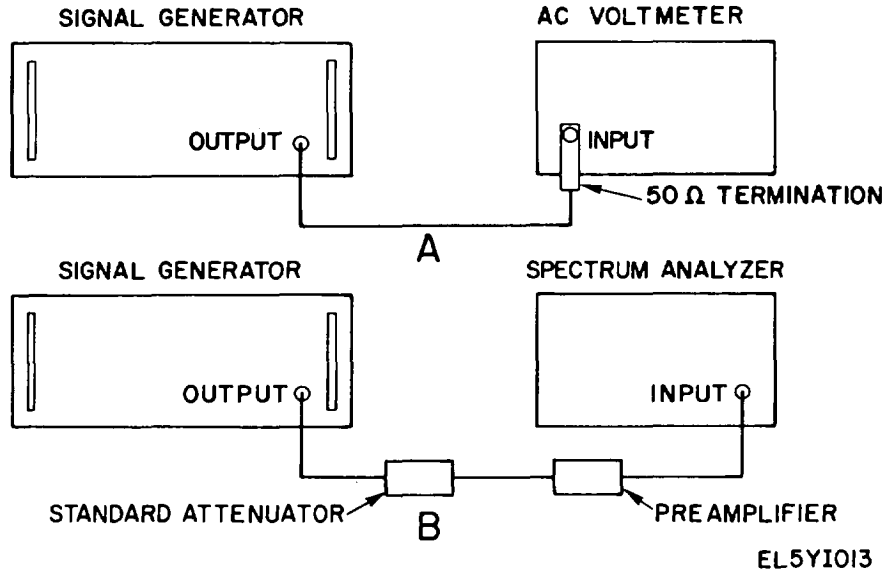 SIGNAL GENERATOR
AC VOLTMETER
OUTPUT
INPUT
50 Ω TERMINATION
A
SIGNAL GENERATOR
SPECTRUM ANALYZER
OUTPUT
INPUT
STANDARD ATTENUATOR
B
PREAMPLIFIER
EL5YI013